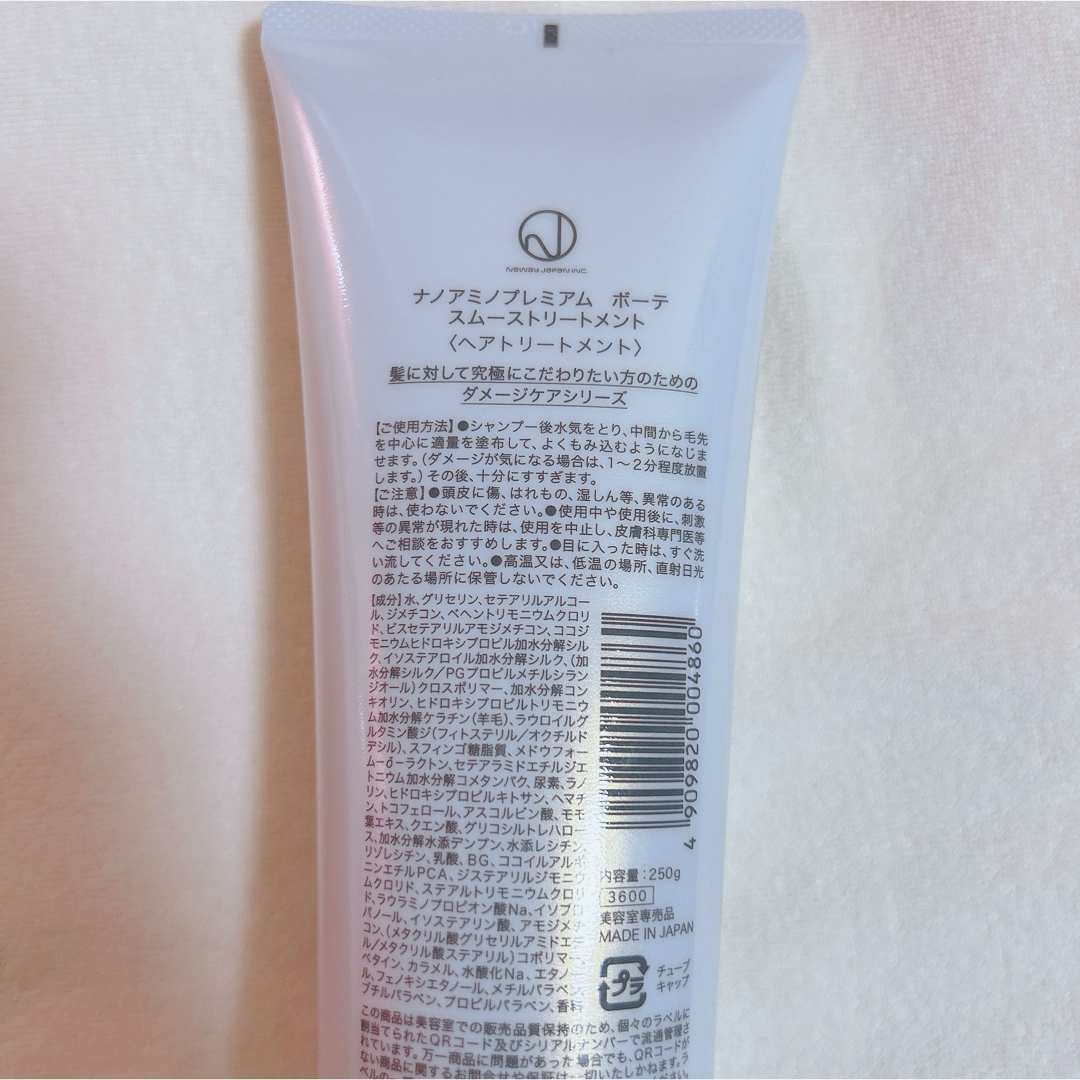 Neway Japan inc.
ナノアミノプレミアム ボーテ
スムーストリートメント
〈ヘアトリートメント〉
髪に対して究極にこだわりたい方のための
ダメージケアシリーズ
【ご使用方法】●シャンプー後水気をとり、中間から毛先
を中心に適量を塗布して、よくもみ込むようになじま
せます。(ダメージが気になる場合は、1〜2分程度放置
します。)その後、十分にすすぎます。
【ご注意】●頭皮に傷、はれもの、湿しん等、異常のある
時は、使わないでください。●使用中や使用後に、刺激
等の異常が現れた時は、使用を中止し、皮膚科専門医等
へご相談をおすすめします。●目に入った時は、すぐ洗
い流してください。●高温又は、低温の場所、直射日光
のあたる場所に保管しないでください。
【成分】水、グリセリン、セテアリルアルコー
ル、ジメチコン、ベヘントリモニウムクロリ
ド、ビスセテアリルアモジメチコン、ココジ
モニウムヒドロキシプロピル加水分解シル
ク、イソステアロイル加水分解シルク、(加
水分解シルク/PGプロピルメチルシラン
ジオール)クロスポリマー、加水分解コン
キオリン、ヒドロキシプロピルトリモニウ
ム加水分解ケラチン(羊毛)、ラウロイルグ
ルタミン酸ジ(フィトステリル/オクチルド
デシル)、スフィンゴ糖脂質、メドウフォー
ム-δ-ラクトン、セテアラミドエチルジエ
トニウム加水分解コメタンパク、尿素、ラノ
リン、ヒドロキシプロピルキトサン、ヘマチ
ン、トコフェロール、アスコルビン酸、モモ
葉エキス、クエン酸、グリコシルトレハロー
ス、加水分解水添デンプン、水添レシチン、
リゾレシチン、乳酸、BG、ココイルアルギ
ニンエチルPCA、ジステアリルジモニウ
ムクロリド、ステアルトリモニウムクロリ
ド、ラウラミノプロピオン酸Na、イソプロ
パノール、イソステアリン酸、アモジメチ
コン、(メタクリル酸グリセリルアミドエチ
ル/メタクリル酸ステアリル)コポリマー、
ベタイン、カラメル、水酸化Na、エタノー
ル、フェノキシエタノール、メチルパラベン、
ブチルパラベン、プロピルパラベン、香料
4 909820 004860
内容量:250g
3600
美容室専売品
MADE IN JAPAN
プラ
チューブ
キャップ
この商品は美容室での販売品質保持のため、個々のラベルに
割当てられたQRコード及びシリアルナンバーで流通管理さ
れています。万一商品に問題があった場合でも、QRコードが
ない商品に関するお問合せや保証は一切いたしかねます。ラ